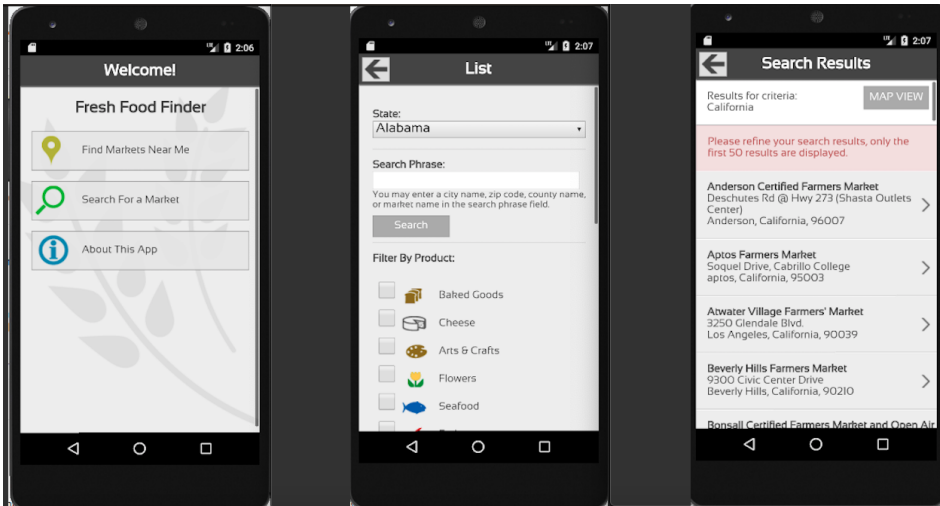 2:06
Welcome!
Fresh Food Finder
Find Markets Near Me
Search For a Market
About This App
2:07
List
State:
Alabama
Search Phrase:
You may enter a city name, zip code, county name,
or market name in the search phrase field.
Search
Filter By Product:
Baked Goods
Cheese
Arts & Crafts
Flowers
Seafood
2:07
Search Results
Results for criteria:
California
MAP VIEW
Please refine your search results, only the
first 50 results are displayed.
Anderson Certified Farmers Market
Deschutes Rd @ Hwy 273 (Shasta Outlets
Center)
Anderson, California, 96007
Aptos Farmers Market
Soquel Drive, Cabrillo College
aptos, California, 95003
Atwater Village Farmers' Market
3250 Glendale Blvd.
Los Angeles, California, 90039
Beverly Hills Farmers Market
9300 Civic Center Drive
Beverly Hills, California, 90210
Bonsall Certified Farmers Market and Open Air